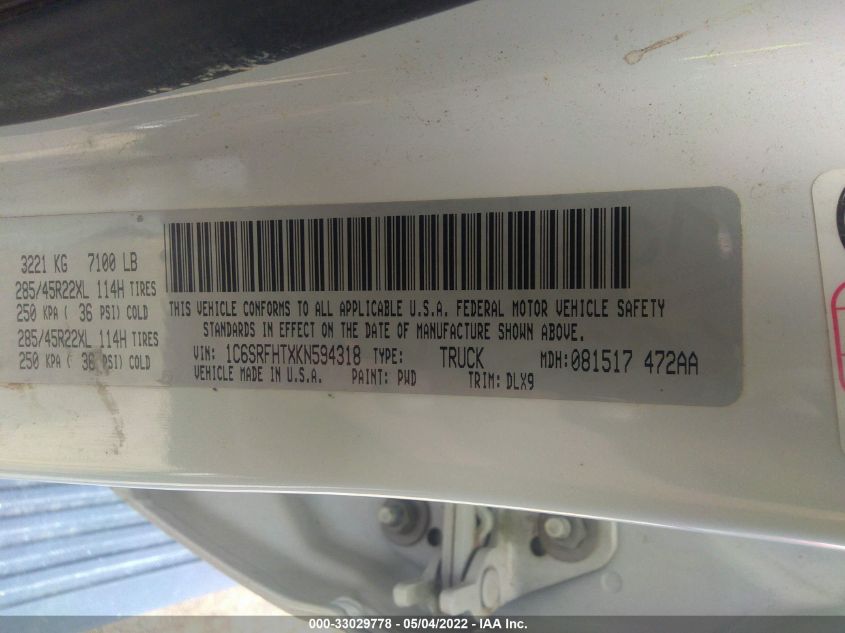 3221 KG 7100 LB
285/45R22XL 114H TIRES
250 KPA ( 36 PSI) COLD
285/45R22XL 114H TIRES
250 KPA ( 36 PSI) COLD
THIS VEHICLE CONFORMS TO ALL APPLICABLE U.S.A. FEDERAL MOTOR VEHICLE SAFETY
STANDARDS IN EFFECT ON THE DATE OF MANUFACTURE SHOWN ABOVE.
VIN: 1C6SRFHTXKN594318 TYPE: TRUCK MDH: 081517 472AA
VEHICLE MADE IN U.S.A. PAINT: PWD TRIM: DLX9
000-33029778 - 05/04/2022 - IAA Inc.